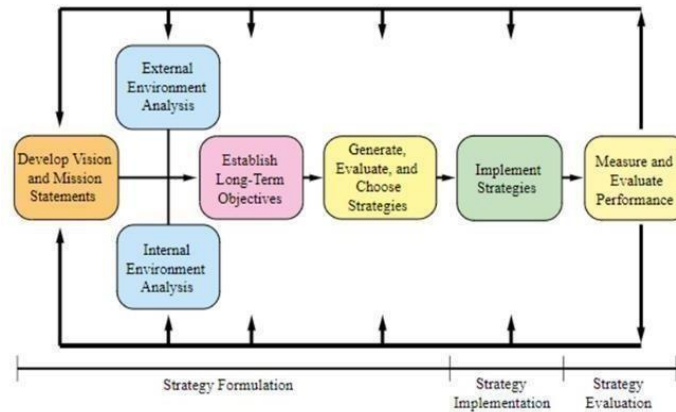 External
Environment
Analysis
Develop Vision
and Mission
Statements
Establish
Long-Term
Objectives
Generate,
Evaluate, and
Choose
Strategies
Implement
Strategies
Measure and
Evaluate
Performance
Internal
Environment
Analysis
Strategy Formulation
Strategy
Implementation
Strategy
Evaluation